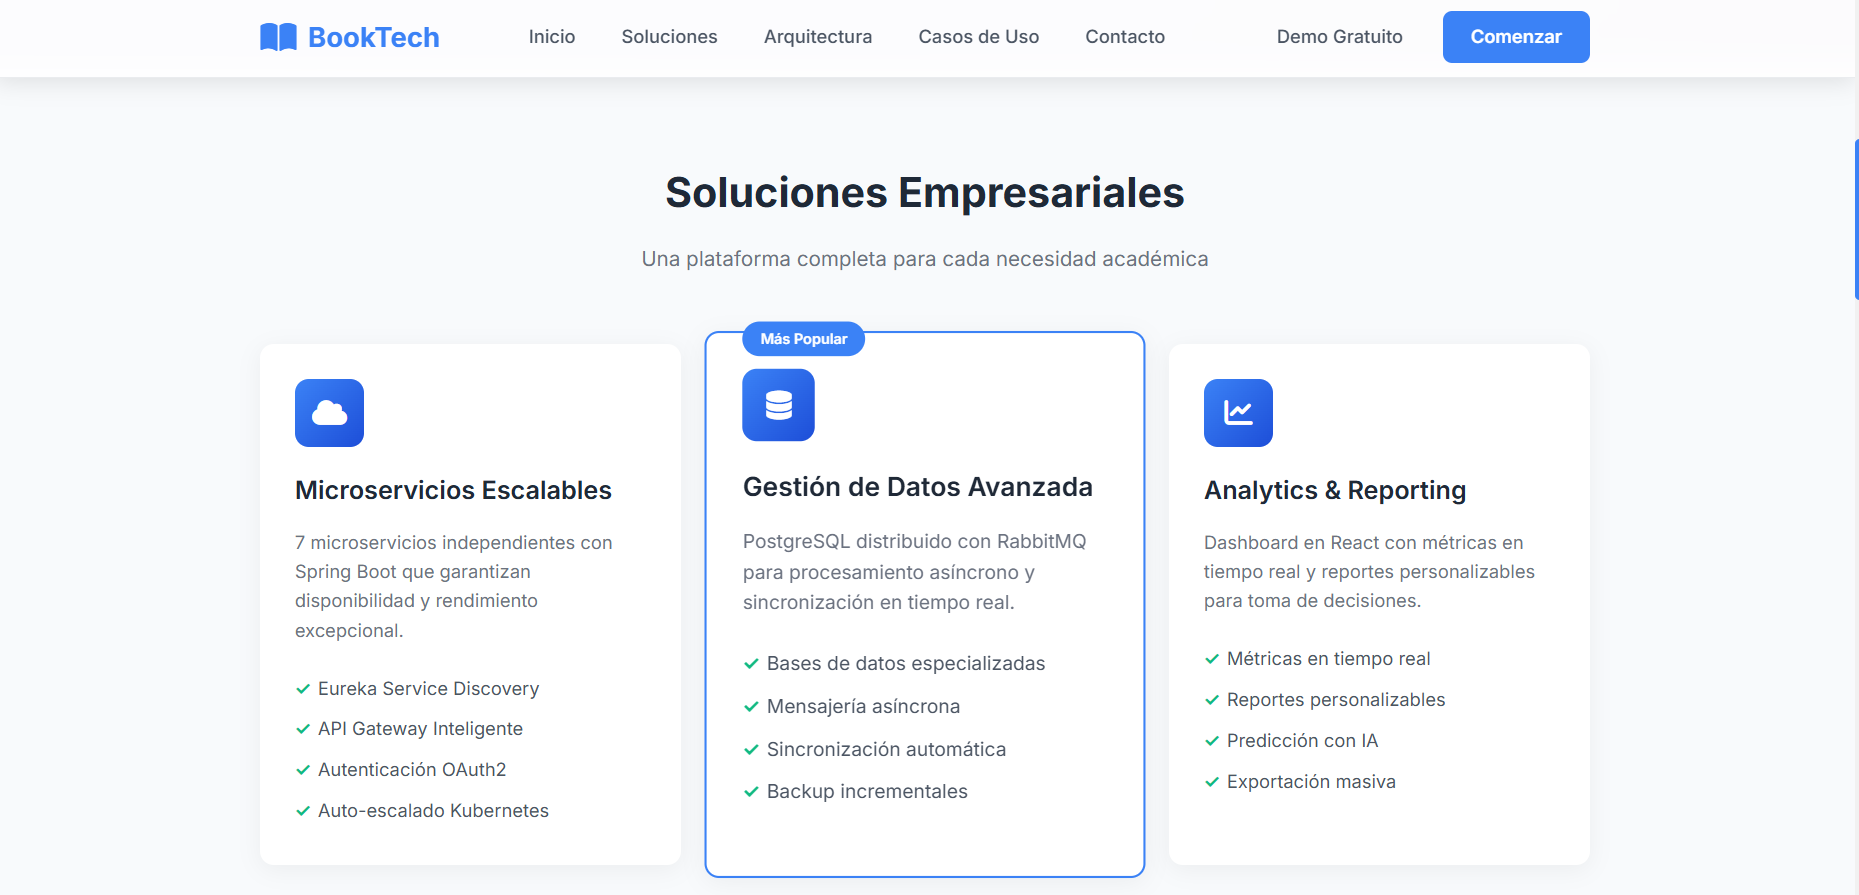 BookTech
Inicio
Soluciones
Arquitectura
Casos de Uso
Contacto
Demo Gratuito
Comenzar
Soluciones Empresariales
Una plataforma completa para cada necesidad académica
Microservicios Escalables
7 microservicios independientes con
Spring Boot que garantizan
disponibilidad y rendimiento
excepcional.
Eureka Service Discovery
API Gateway Inteligente
Autenticación OAuth2
Auto-escalado Kubernetes
Más Popular
Gestión de Datos Avanzada
PostgreSQL distribuido con RabbitMQ
para procesamiento asíncrono y
sincronización en tiempo real.
Bases de datos especializadas
Mensajería asíncrona
Sincronización automática
Backup incrementales
Analytics & Reporting
Dashboard en React con métricas en
tiempo real y reportes personalizables
para toma de decisiones.
Métricas en tiempo real
Reportes personalizables
Predicción con IA
Exportación masiva